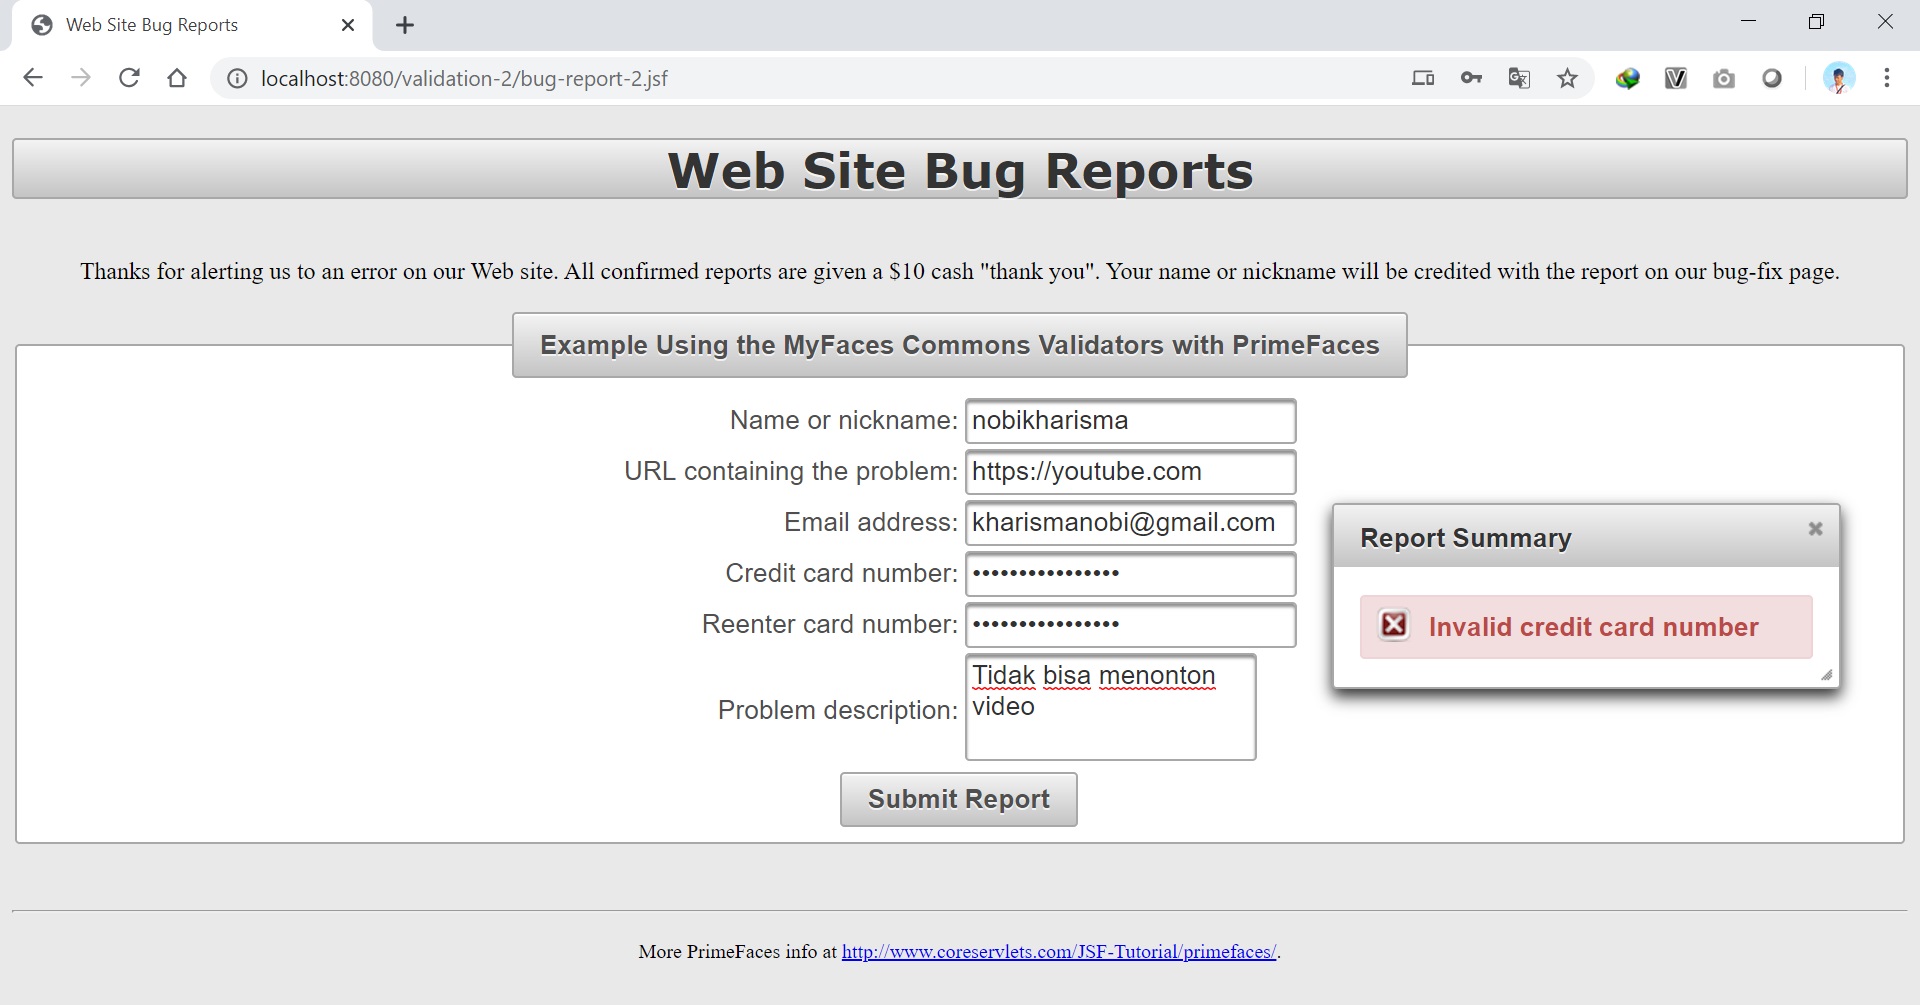 Web Site Bug Reports
localhost:8080/validation-2/bug-report-2.jsf
Web Site Bug Reports
Thanks for alerting us to an error on our Web site. All confirmed reports are given a $10 cash "thank you". Your name or nickname will be credited with the report on our bug-fix page.
Example Using the MyFaces Commons Validators with PrimeFaces
Name or nickname: nobikharisma
URL containing the problem: https://youtube.com
Email address: kharismanobi@gmail.com
Credit card number: ••••••••••••••••
Reenter card number: ••••••••••••••••
Problem description: Tidak bisa menonton
video
Submit Report
Report Summary
Invalid credit card number
More PrimeFaces info at http://www.coreservlets.com/JSF-Tutorial/primefaces/.